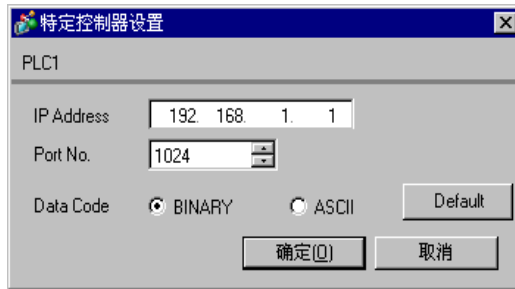 特定控制器设置
PLC1
IP Address 192. 168. 1. 1
Port No. 1024
Data Code BINARY ASCII Default
确定(O) 取消